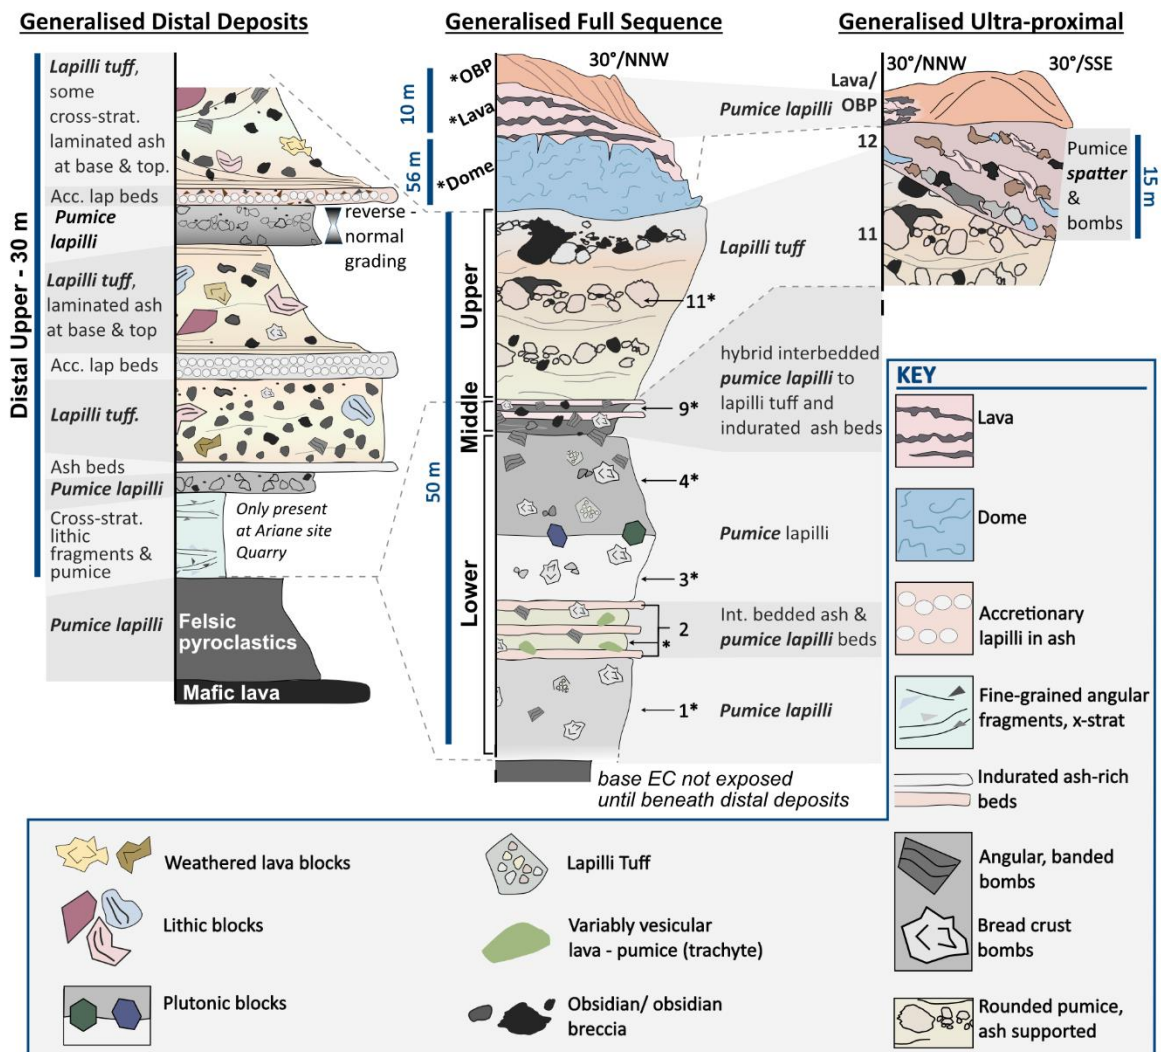 Generalised Distal Deposits
Distal Upper - 30 m
Lapilli tuff,
some
cross-strat.
laminated ash
at base & top.
Acc. lap beds
Pumice
lapilli
reverse -
normal
grading
Lapilli tuff,
laminated ash
at base & top
Acc. lap beds
Lapilli tuff.
Ash beds
Pumice lapilli
Cross-strat.
lithic
fragments &
pumice
Only present
at Ariane site
Quarry
Pumice lapilli
Felsic
pyroclastics
Mafic lava
Generalised Full Sequence
30°/NNW
10 m
56 m
50 m
*OBP
*Lava
*Dome
Upper
Middle
Lower
Pumice lapilli
Lapilli tuff
11*
hybrid interbedded
pumice lapilli to
lapilli tuff and
indurated ash beds
9*
4*
Pumice lapilli
3*
2
*
Int. bedded ash &
pumice lapilli beds
1*
Pumice lapilli
base EC not exposed
until beneath distal deposits
Generalised Ultra-proximal
30°/NNW
30°/SSE
Lava/
OBP
12
11
Pumice
spatter
&
bombs
15 m
KEY
Lava
Dome
Accretionary
lapilli in ash
Fine-grained angular
fragments, x-strat
Indurated ash-rich
beds
Angular, banded
bombs
Bread crust
bombs
Rounded pumice,
ash supported
Weathered lava blocks
Lithic blocks
Plutonic blocks
Lapilli Tuff
Variably vesicular
lava - pumice (trachyte)
Obsidian/ obsidian
breccia